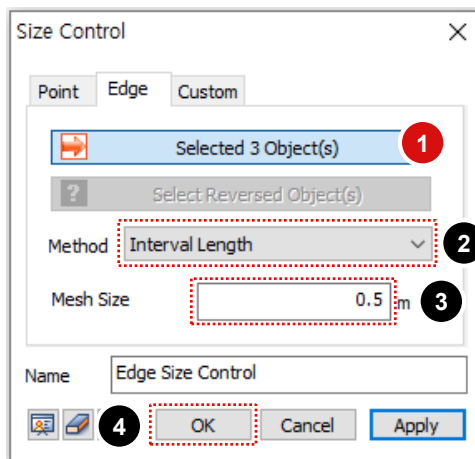 Size Control
Point Edge Custom
Selected 3 Object(s) 1
? Select Reversed Object(s)
Method Interval Length 2
Mesh Size 0.5 m 3
Name Edge Size Control
4 OK Cancel Apply